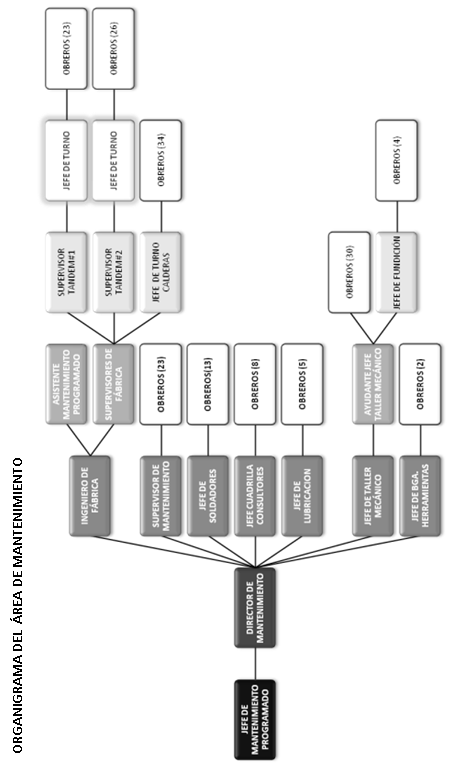 ORGANIGRAMA DEL ÁREA DE MANTENIMIENTO
JEFE DE
MANTENIMIENTO
PROGRAMADO
DIRECTOR DE
MANTENIMIENTO
INGENIERO DE
FÁBRICA
ASISTENTE
MANTENIMIENTO
PROGRAMADO
SUPERVISORES DE
FÁBRICA
SUPERVISOR
TANDEM#1
JEFE DE TURNO
OBREROS (23)
SUPERVISOR
TANDEM#2
JEFE DE TURNO
OBREROS (26)
JEFE DE TURNO
CALDERAS
OBREROS (34)
SUPERVISOR DE
MANTENIMIENTO
OBREROS (23)
JEFE DE
SOLDADORES
OBREROS(13)
JEFE CUADRILLA
CONSULTORES
OBREROS (8)
JEFE DE
LUBRICACION
OBREROS (5)
JEFE DE TALLER
MECÁNICO
AYUDANTE JEFE
TALLER MECÁNICO
OBREROS (30)
JEFE DE FUNDICIÓN
OBREROS (4)
JEFE DE BGA.
HERRAMIENTAS
OBREROS (2)